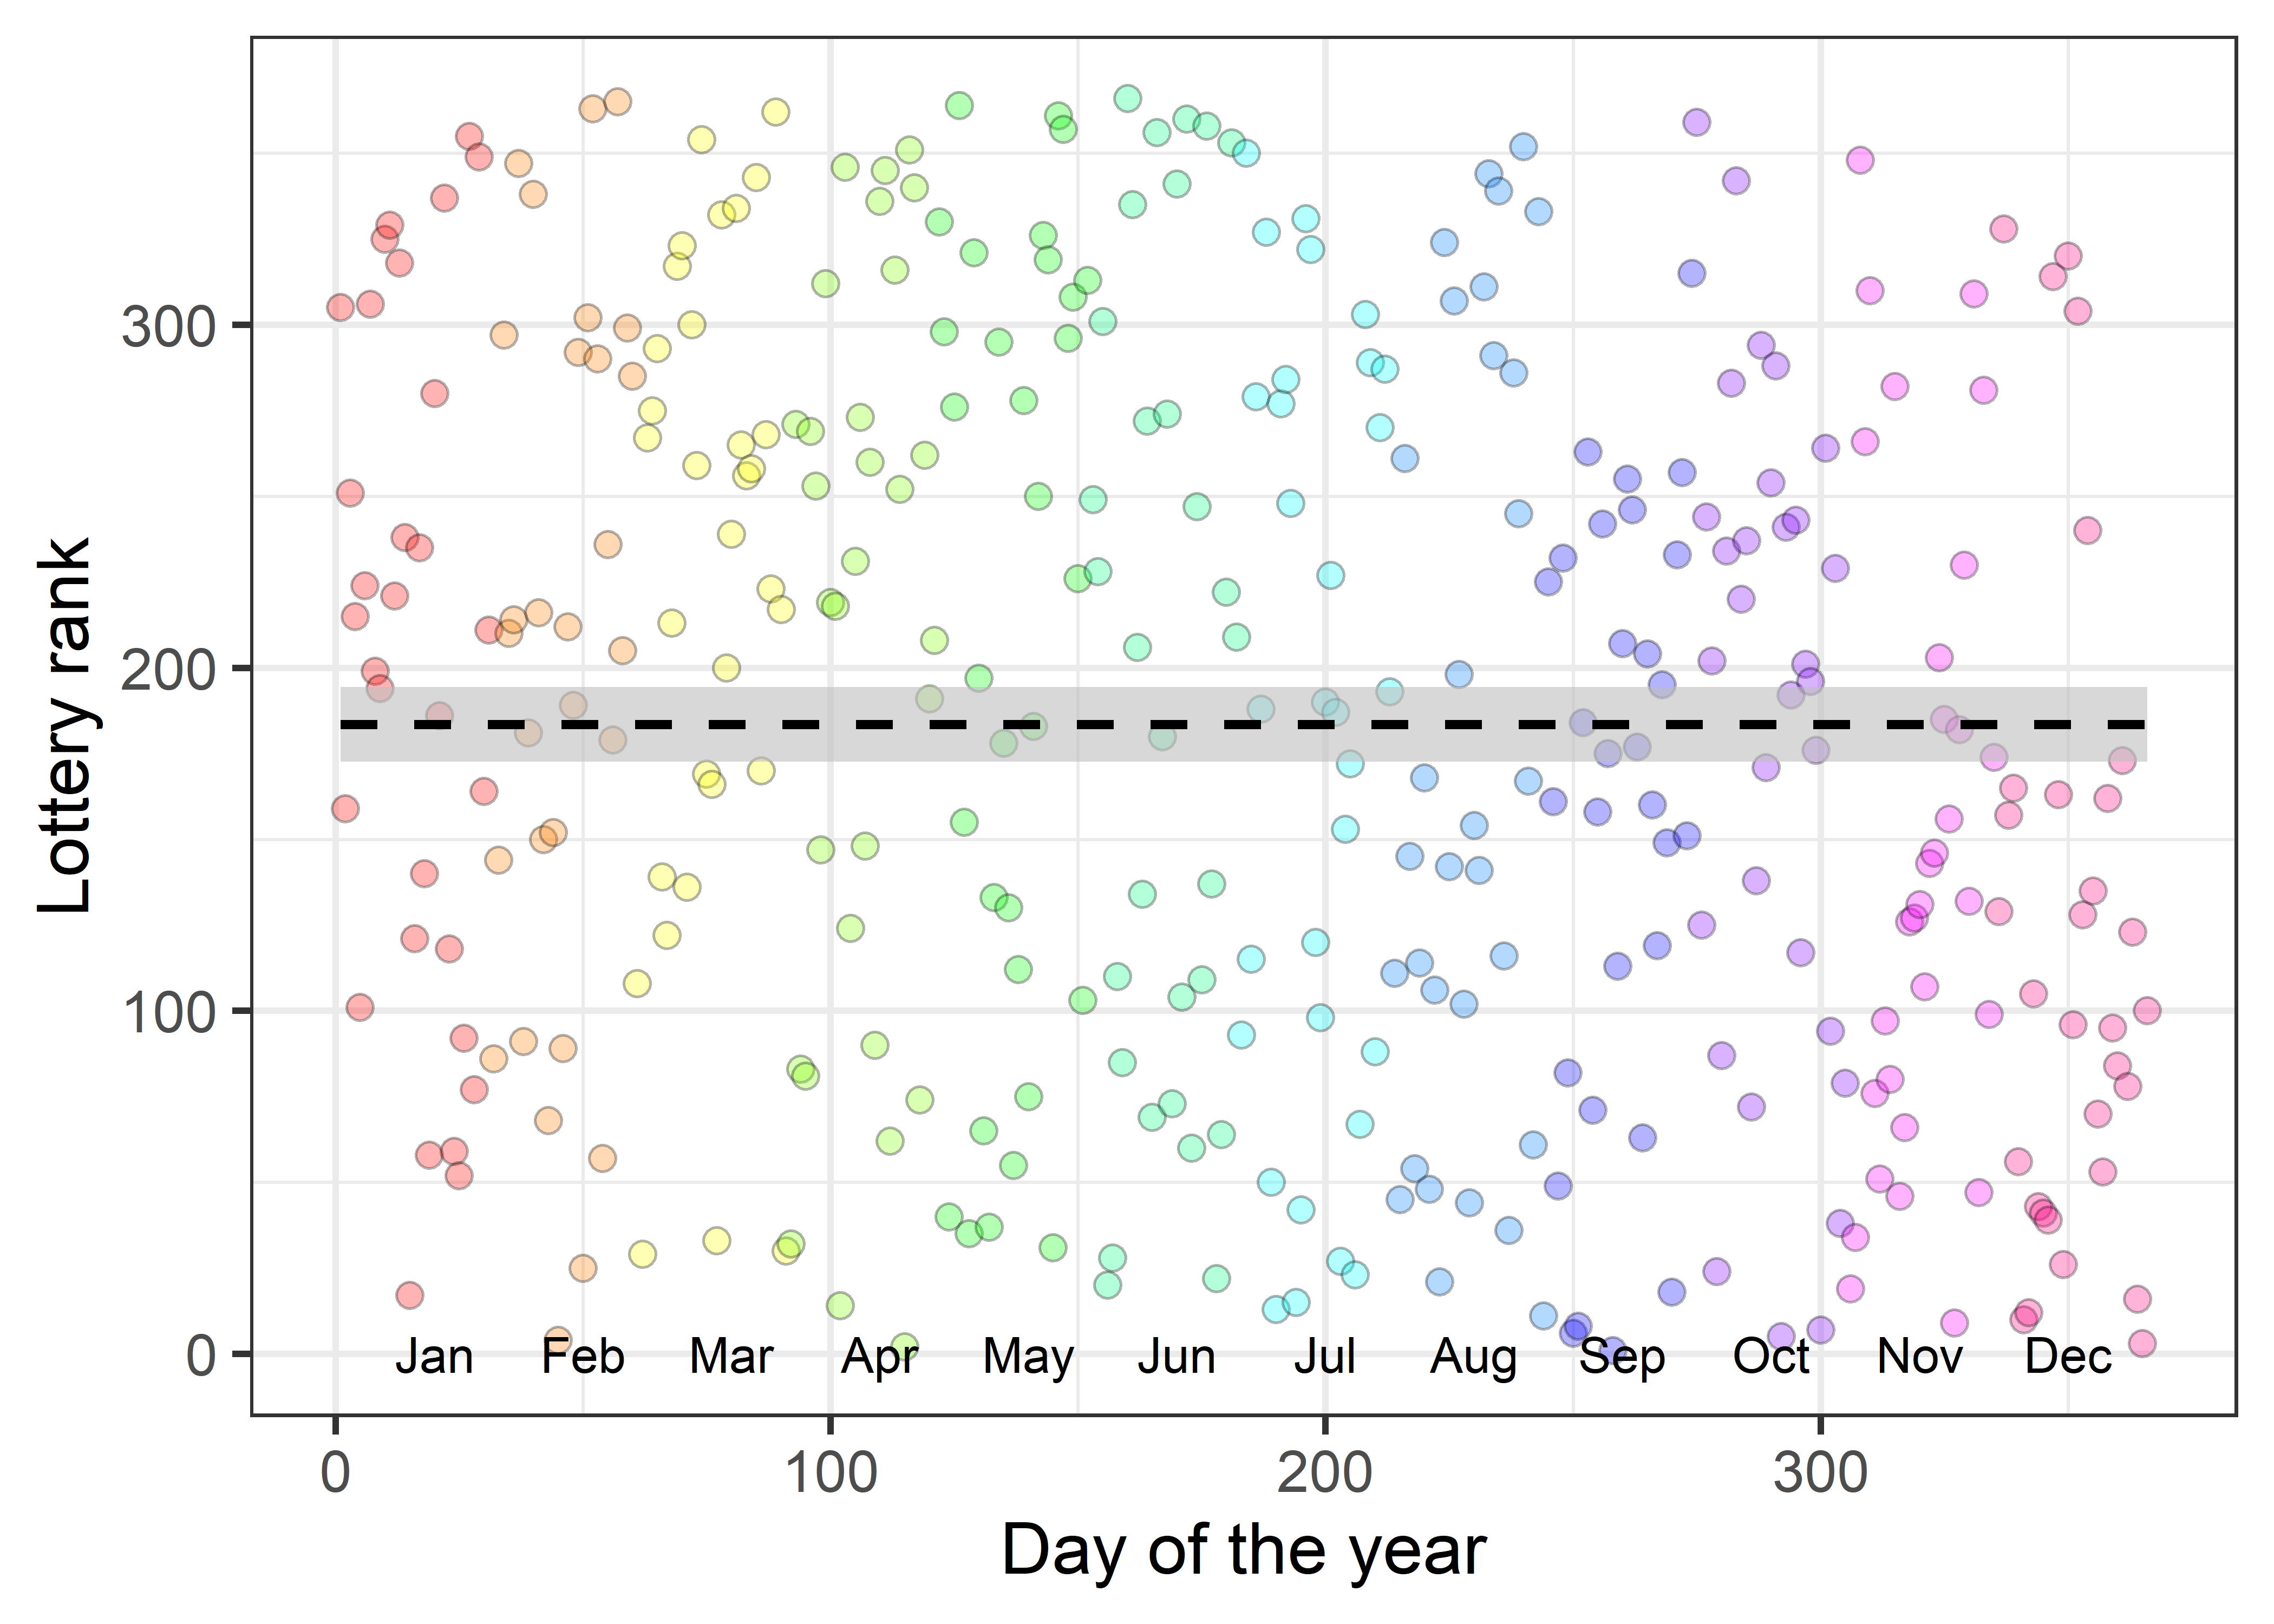 Lottery rank
300
200
100
0
Jan Feb Mar Apr May Jun Jul Aug Sep Oct Nov Dec
0 100 200 300
Day of the year